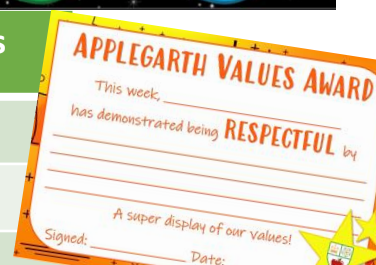 s
APPLEGARTH VALUES AWARD
This week,
has demonstrated being RESPECTFUL by
A super display of our values!
Signed: Date: